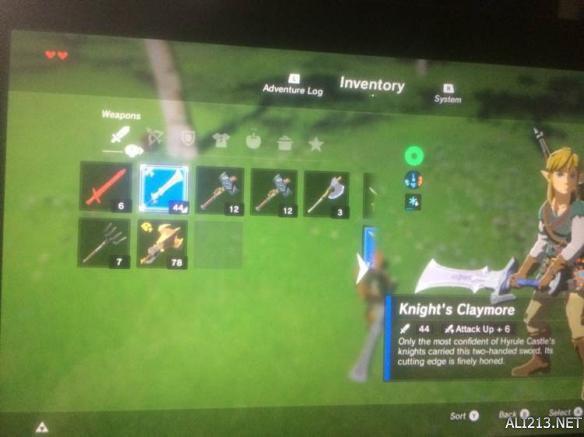 L
Adventure Log
Inventory
R
System
Weapons
6
44
12
12
3
7
78
Knight's Claymore
44 Attack Up + 6
Only the most confident of Hyrule Castle's
knights carried this two-handed sword. Its
cutting edge is finely honed.
Sort Y Back B Select A
ALI213.NET